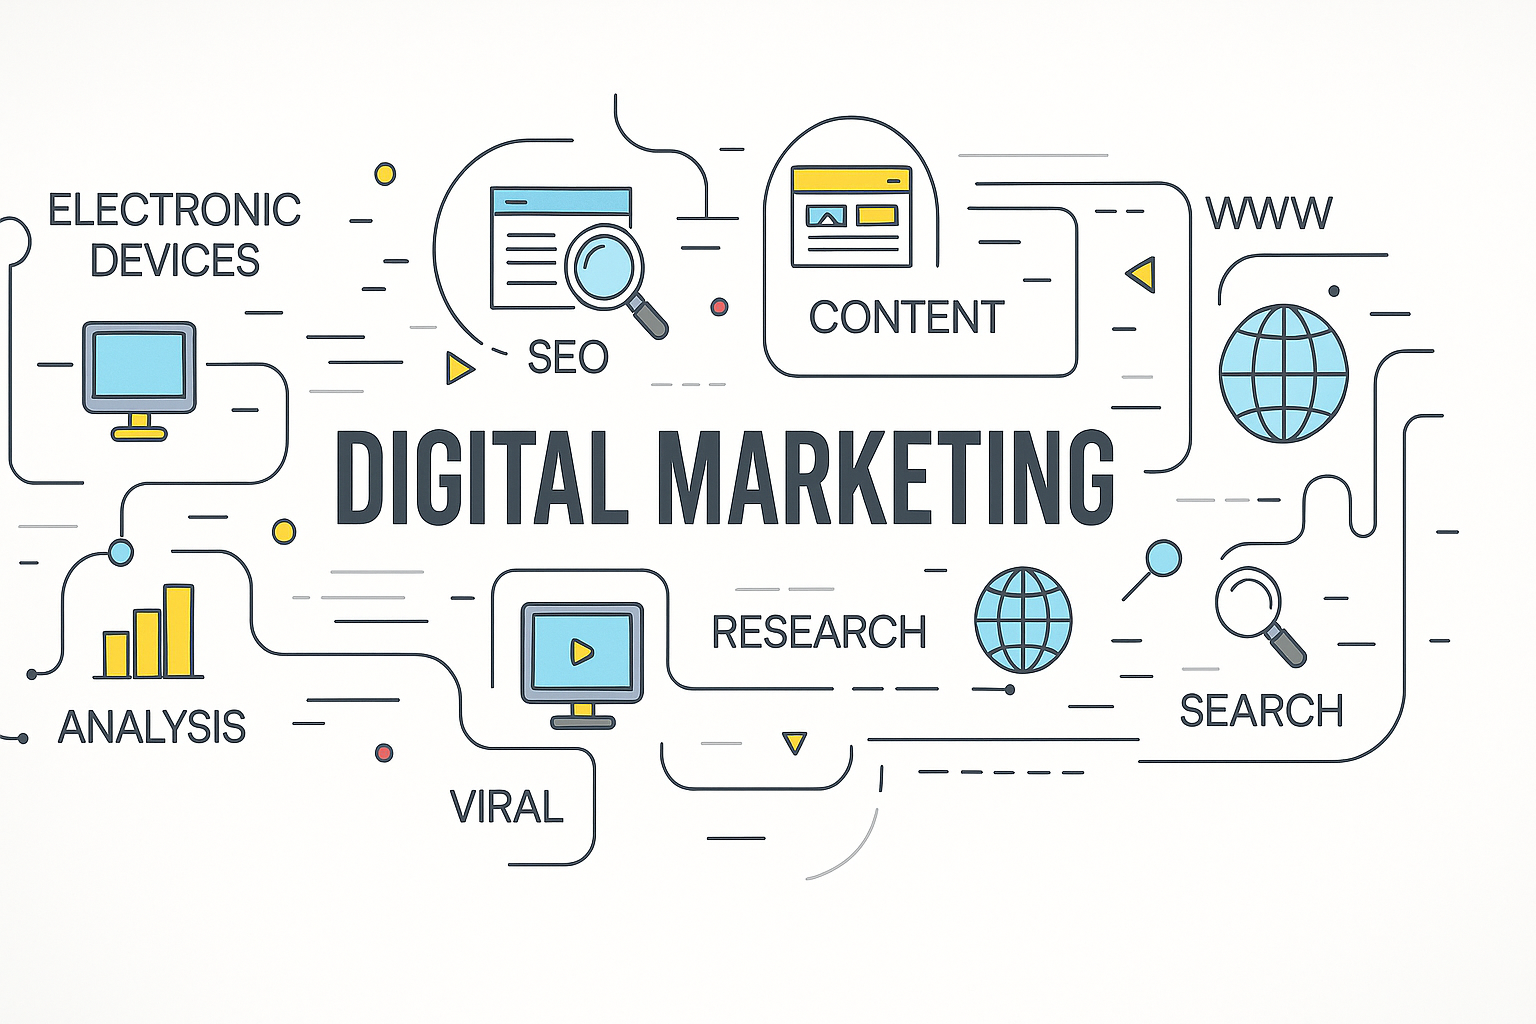 ELECTRONIC
DEVICES
SEO
CONTENT
WWW
DIGITAL MARKETING
ANALYSIS
VIRAL
RESEARCH
SEARCH